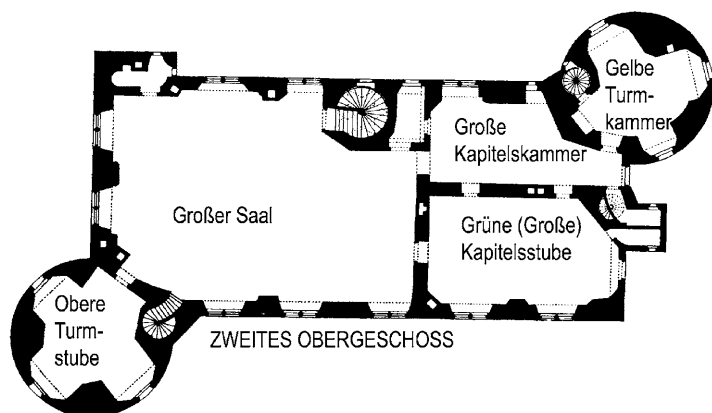 Gelbe
Turm-
kammer
Große
Kapitelskammer
Großer Saal
Grüne (Große)
Kapitelsstube
Obere
Turm-
stube
ZWEITES OBERGESCHOSS